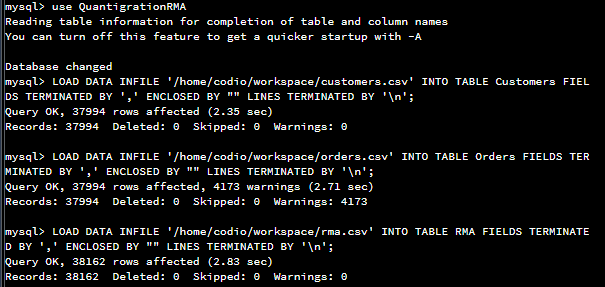 mysql> use QuantigrationRMA
Reading table information for completion of table and column names
You can turn off this feature to get a quicker startup with -A
Database changed
mysql> LOAD DATA INFILE '/home/codio/workspace/customers.csv' INTO TABLE Customers FIEL
DS TERMINATED BY ',' ENCLOSED BY "" LINES TERMINATED BY '\n';
Query OK, 37994 rows affected (2.35 sec)
Records: 37994  Deleted: 0  Skipped: 0  Warnings: 0
mysql> LOAD DATA INFILE '/home/codio/workspace/orders.csv' INTO TABLE Orders FIELDS TER
MINATED BY ',' ENCLOSED BY "" LINES TERMINATED BY '\n';
Query OK, 37994 rows affected, 4173 warnings (2.71 sec)
Records: 37994  Deleted: 0  Skipped: 0  Warnings: 4173
mysql> LOAD DATA INFILE '/home/codio/workspace/rma.csv' INTO TABLE RMA FIELDS TERMINATE
D BY ',' ENCLOSED BY "" LINES TERMINATED BY '\n';
Query OK, 38162 rows affected (2.83 sec)
Records: 38162  Deleted: 0  Skipped: 0  Warnings: 0